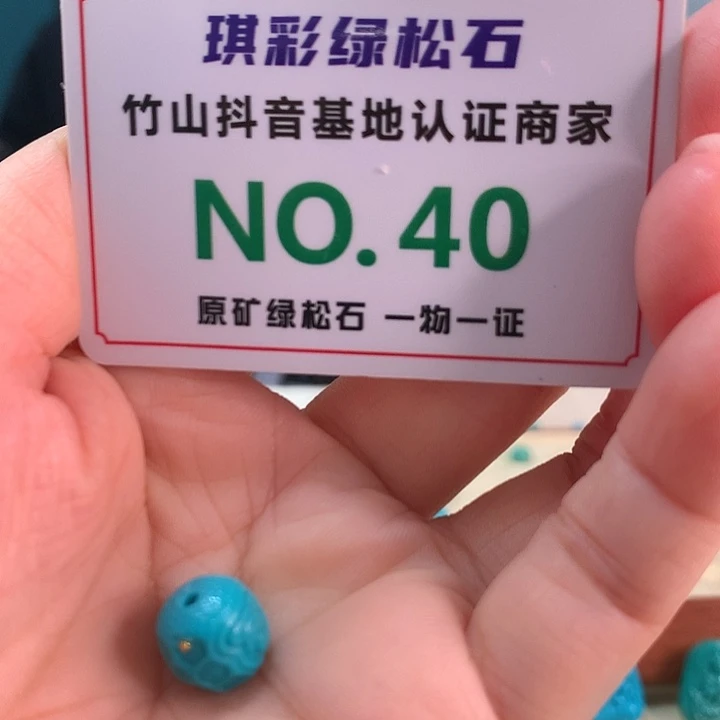 琪彩绿松石
竹山抖音基地认证商家
NO.40
原矿绿松石 一物一证